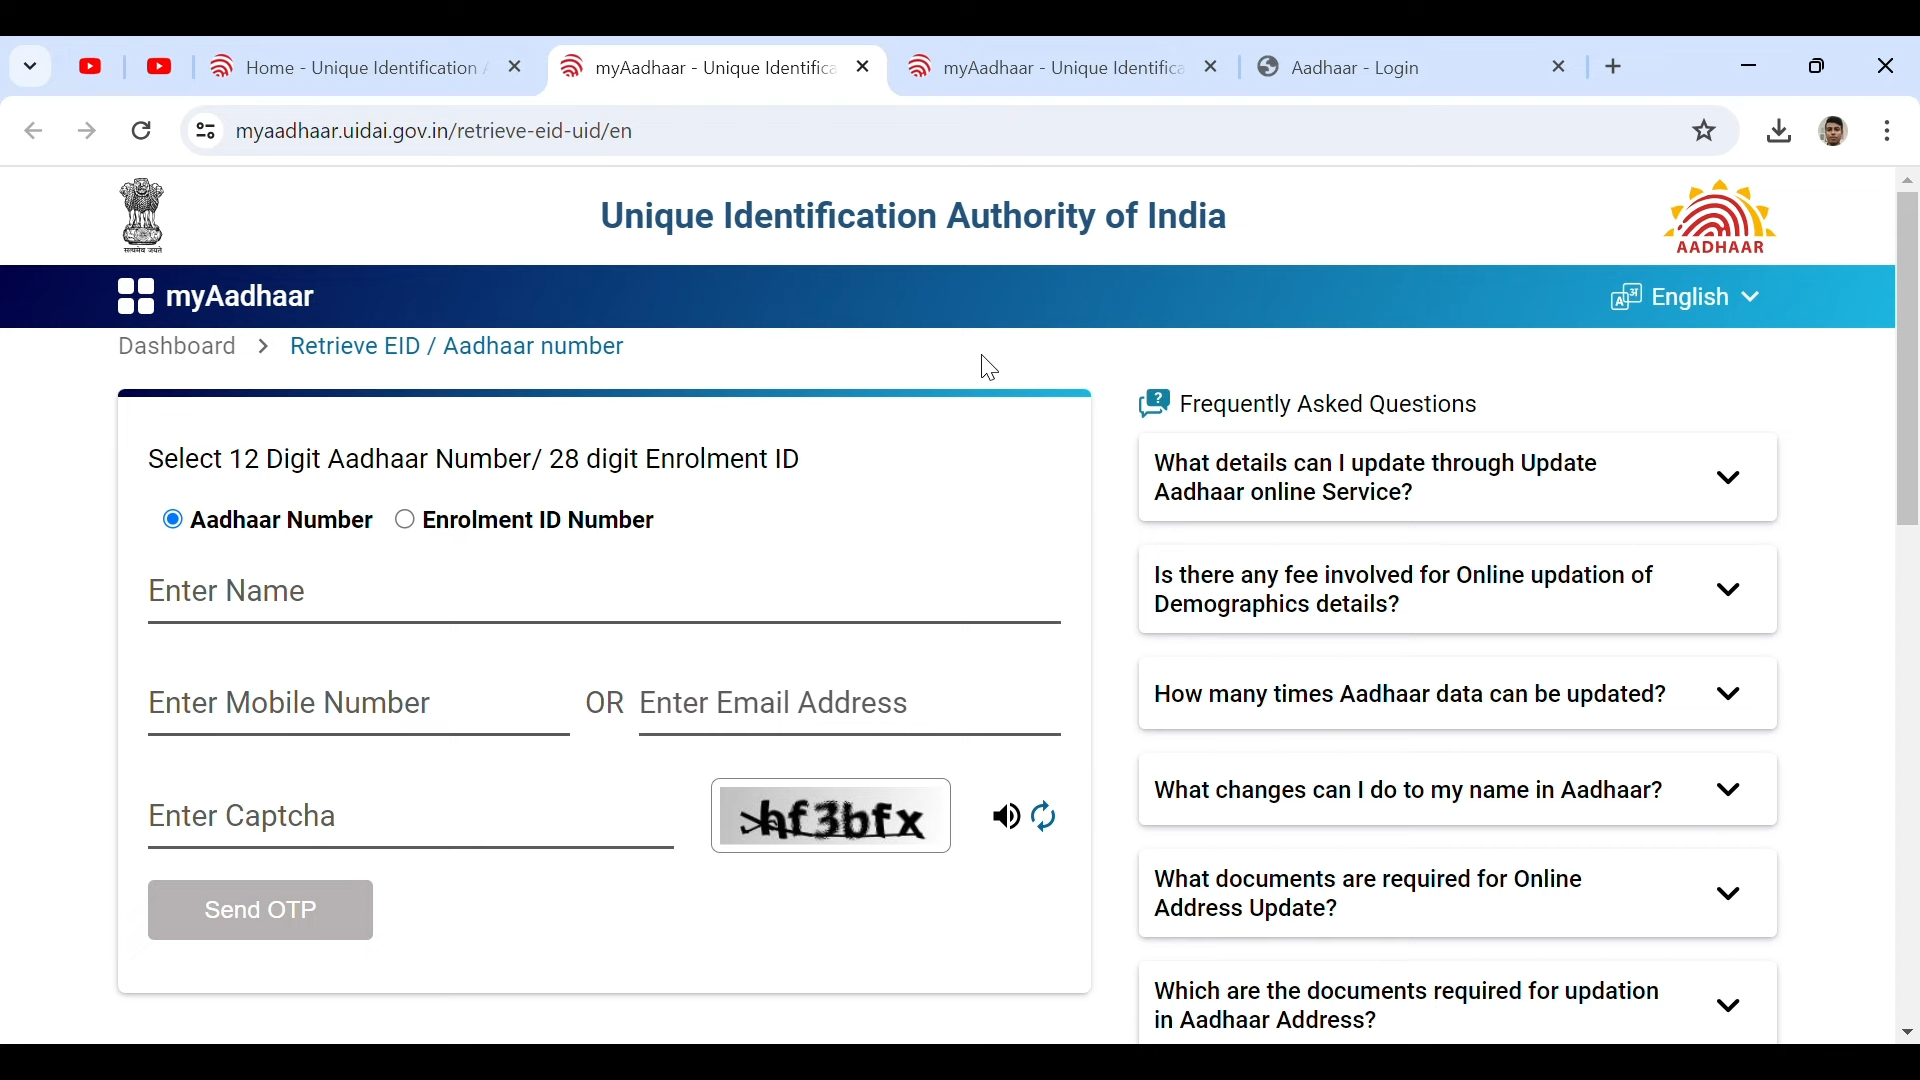 Home - Unique Identification A
myAadhaar - Unique Identifica
myAadhaar - Unique Identifica
Aadhaar - Login
myaadhaar.uidai.gov.in/retrieve-eid-uid/en
सत्यमेव जयते
Unique Identification Authority of India
AADHAAR
myAadhaar
English
Dashboard > Retrieve EID / Aadhaar number
Select 12 Digit Aadhaar Number/ 28 digit Enrolment ID
Aadhaar Number Enrolment ID Number
Enter Name
Enter Mobile Number OR Enter Email Address
Enter Captcha
hf3bfx
Send OTP
Frequently Asked Questions
What details can I update through Update
Aadhaar online Service?
Is there any fee involved for Online updation of
Demographics details?
How many times Aadhaar data can be updated?
What changes can I do to my name in Aadhaar?
What documents are required for Online
Address Update?
Which are the documents required for updation
in Aadhaar Address?